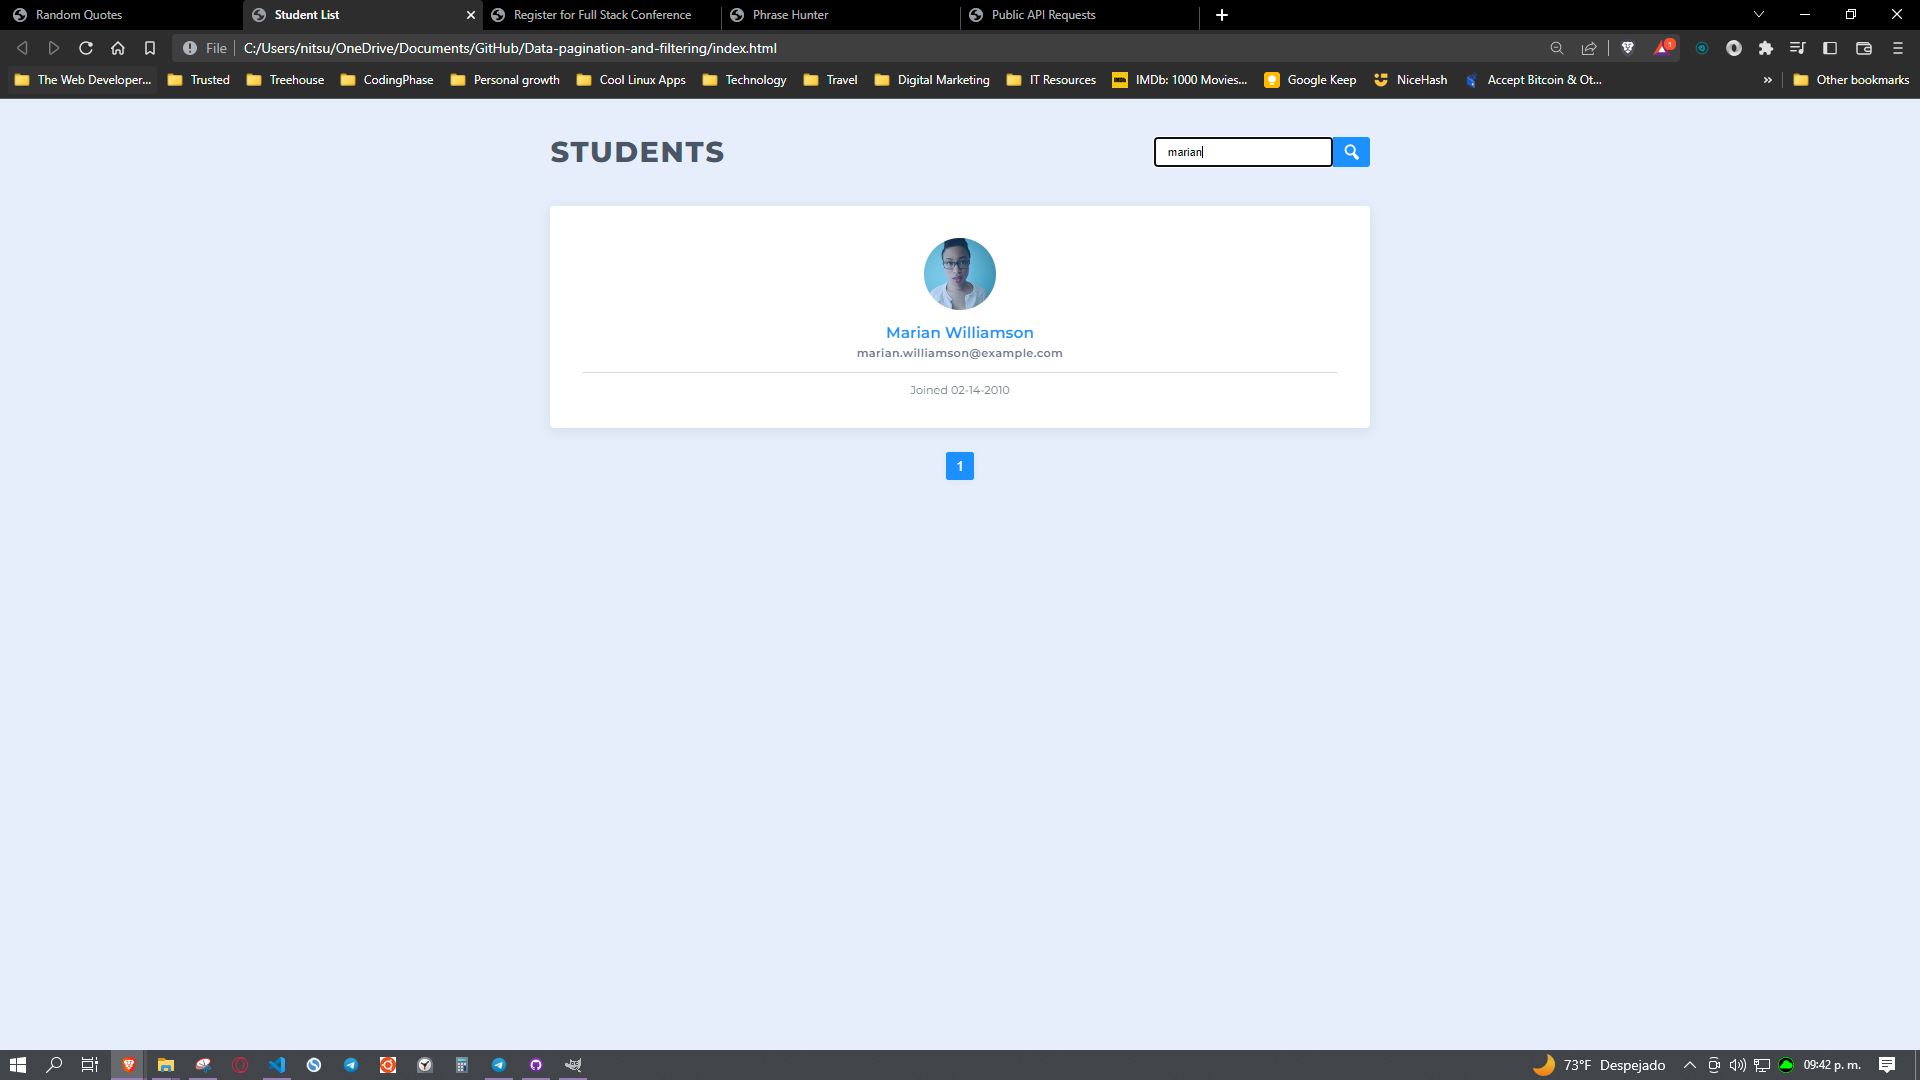 Random Quotes
Student List
Register for Full Stack Conference
Phrase Hunter
Public API Requests
File
C:/Users/nitsu/OneDrive/Documents/GitHub/Data-pagination-and-filtering/index.html
1
The Web Developer...
Trusted
Treehouse
CodingPhase
Personal growth
Cool Linux Apps
Technology
Travel
Digital Marketing
IT Resources
IMDb: 1000 Movies...
Google Keep
NiceHash
Accept Bitcoin & Ot...
»
Other bookmarks
STUDENTS
marian
Marian Williamson
marian.williamson@example.com
Joined 02-14-2010
1
73°F Despejado
09:42 p. m.